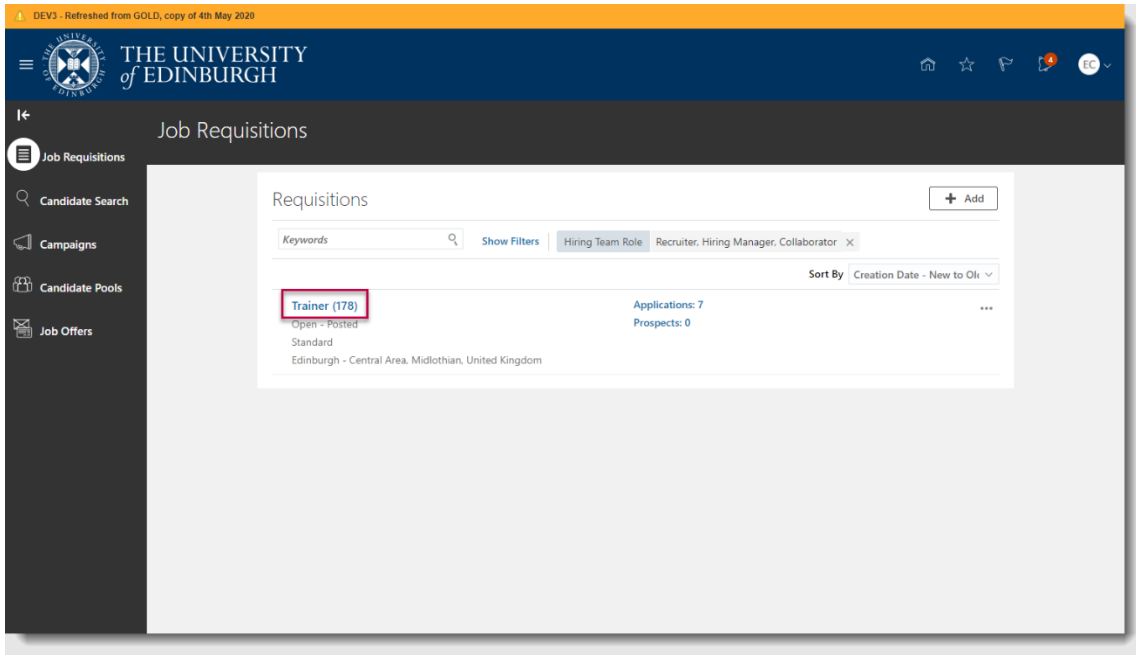 DEV3 - Refreshed from GOLD, copy of 4th May 2020
THE UNIVERSITY
of EDINBURGH
4
EC
Job Requisitions
Job Requisitions
Candidate Search
Campaigns
Candidate Pools
Job Offers
Requisitions
+ Add
Keywords
Show Filters
Hiring Team Role Recruiter, Hiring Manager, Collaborator ×
Sort By Creation Date - New to Ol
Trainer (178)
Applications: 7
Open - Posted
Prospects: 0
Standard
Edinburgh - Central Area, Midlothian, United Kingdom